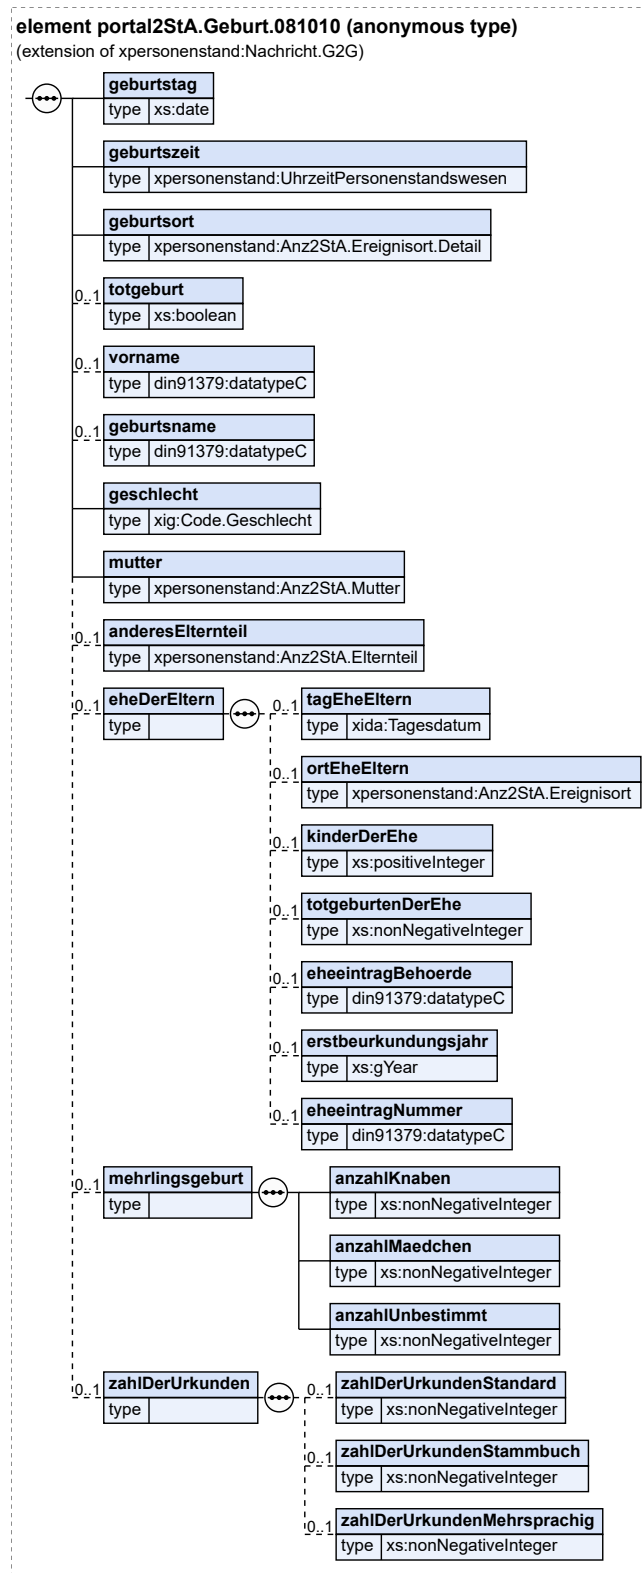 element portal2StA.Geburt.081010 (anonymous type)
(extension of xpersonenstand:Nachricht.G2G)
geburtstag
type xs:date
geburtszeit
type xpersonenstand:UhrzeitPersonenstandswesen
geburtsort
type xpersonenstand:Anz2StA.Ereignisort.Detail
0..1 totgeburt
type xs:boolean
0..1 vorname
type din91379:datatypeC
0..1 geburtsname
type din91379:datatypeC
geschlecht
type xig:Code.Geschlecht
mutter
type xpersonenstand:Anz2StA.Mutter
0..1 anderesElternteil
type xpersonenstand:Anz2StA.Elternteil
0..1 eheDerEltern
type
0..1 tagEheEltern
type xida:Tagesdatum
0..1 ortEheEltern
type xpersonenstand:Anz2StA.Ereignisort
0..1 kinderDerEhe
type xs:positiveInteger
0..1 totgeburtenDerEhe
type xs:nonNegativeInteger
0..1 eheeintragBehoerde
type din91379:datatypeC
0..1 erstbeurkundungsjahr
type xs:gYear
0..1 eheeintragNummer
type din91379:datatypeC
0..1 mehrlingsgeburt
type
anzahlKnaben
type xs:nonNegativeInteger
anzahlMaedchen
type xs:nonNegativeInteger
anzahlUnbestimmt
type xs:nonNegativeInteger
0..1 zahlDerUrkunden
type
0..1 zahlDerUrkundenStandard
type xs:nonNegativeInteger
0..1 zahlDerUrkundenStammbuch
type xs:nonNegativeInteger
0..1 zahlDerUrkundenMehrsprachig
type xs:nonNegativeInteger